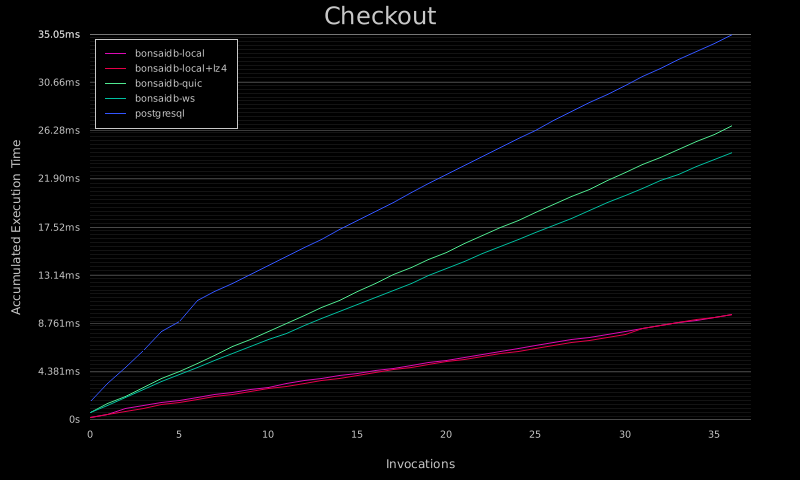 Checkout
35.05ms
30.66ms
26.28ms
21.90ms
17.52ms
13.14ms
8.761ms
4.381ms
0s
Accumulated Execution Time
bonsaidb-local
bonsaidb-local+lz4
bonsaidb-quic
bonsaidb-ws
postgresql
0 5 10 15 20 25 30 35
Invocations